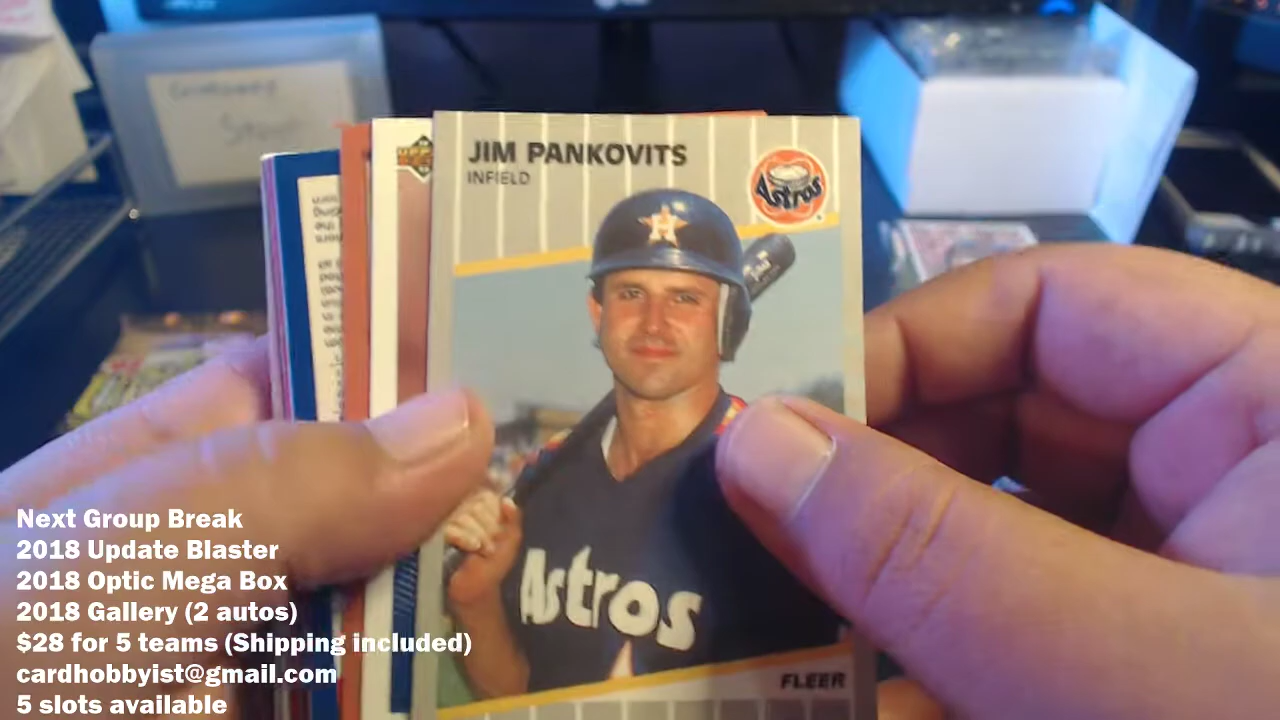 JIM PANKOVITS
INFIELD
Astros
H
Astros
FLEER
Next Group Break
2018 Update Blaster
2018 Optic Mega Box
2018 Gallery (2 autos)
$28 for 5 teams (Shipping included)
cardhobbyist@gmail.com
5 slots available